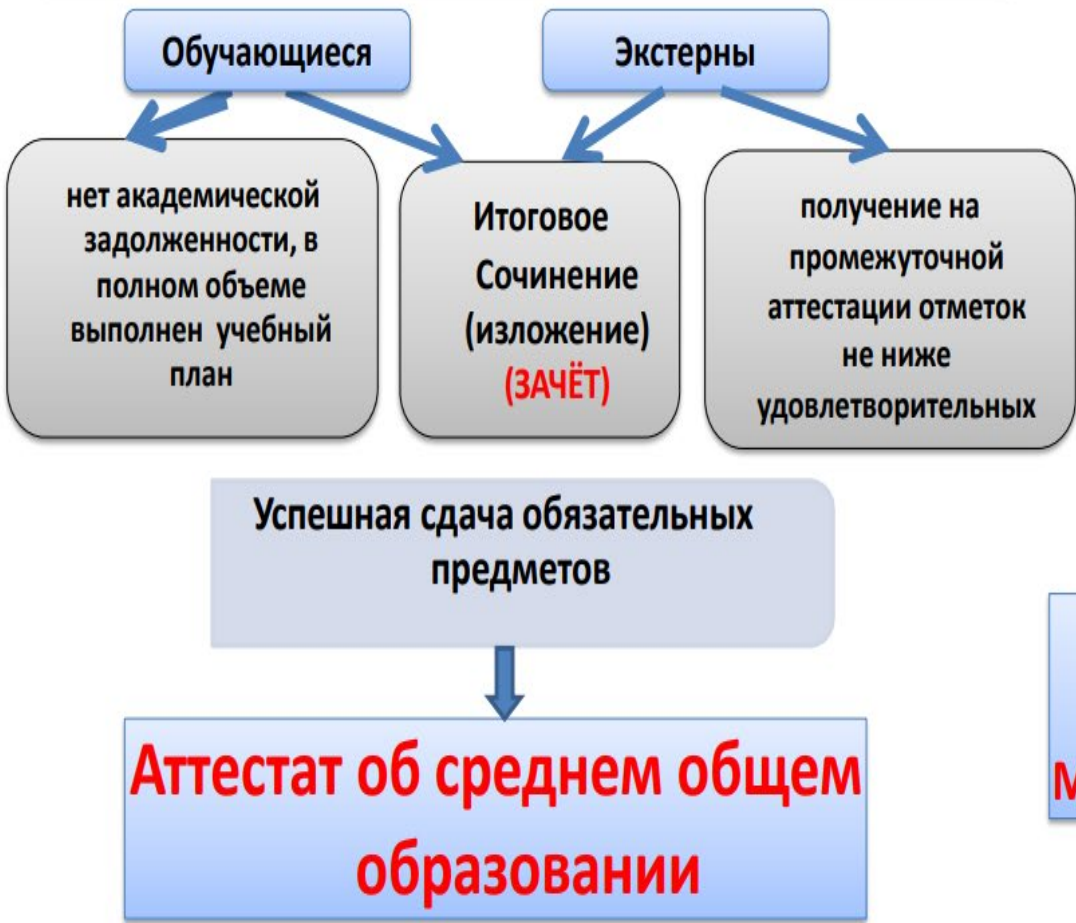 Обучающиеся
Экстерны
нет академической
задолженности, в
полном объеме
выполнен учебный
план
Итоговое
Сочинение
(изложение)
(ЗАЧЁТ)
получение на
промежуточной
аттестации отметок
не ниже
удовлетворительных
Успешная сдача обязательных
предметов
Аттестат об среднем общем
образовании
М